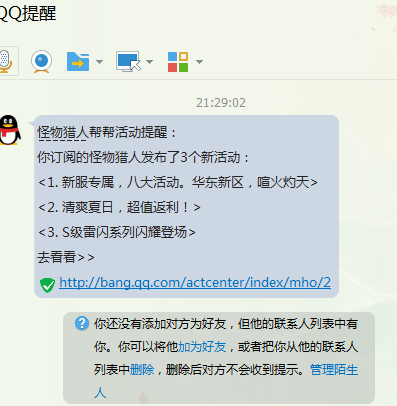 QQ提醒
21:29:02
怪物猎人帮帮活动提醒：
你订阅的怪物猎人发布了3个新活动：
<1. 新服专属，八大活动。华东新区，喧火灼天>
<2. 清爽夏日，超值返利！>
<3. S级雷闪系列闪耀登场>
去看看>>
http://bang.qq.com/actcenter/index/mho/2
你还没有添加对方为好友，但他的联系人列表中有
你。你可以将他加为好友，或者把你从他的联系人
列表中删除，删除后对方不会收到提示。管理陌生
人